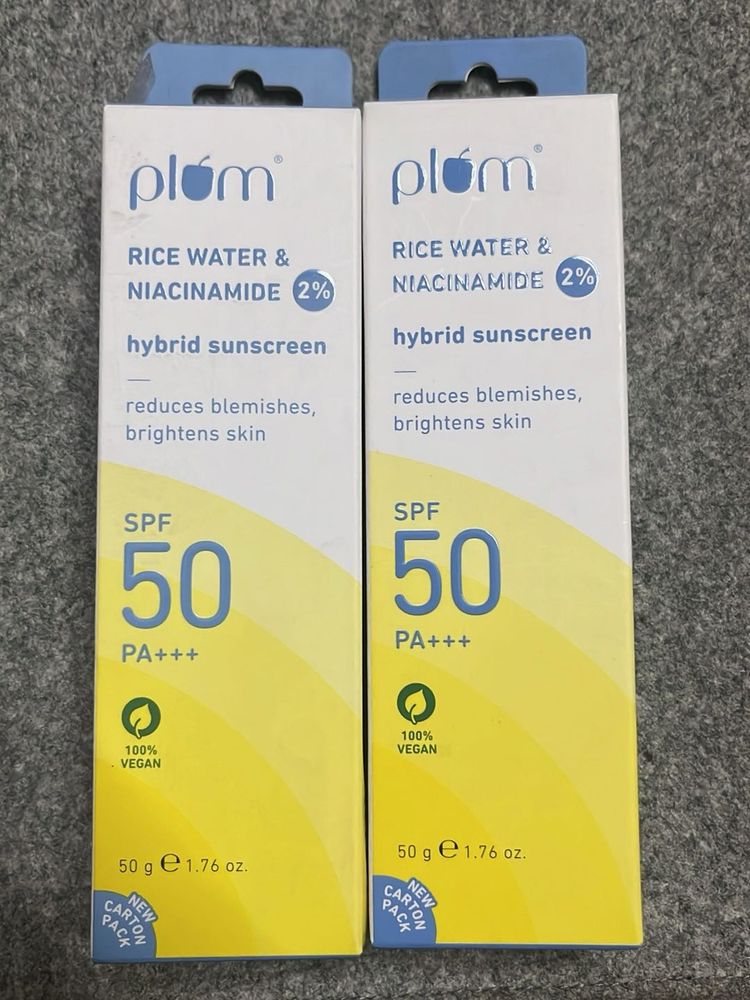 plum®
RICE WATER &
NIACINAMIDE 2%
hybrid sunscreen
reduces blemishes,
brightens skin
SPF
50
PA+++
100%
VEGAN
50 g ℮ 1.76 oz.
NEW
CARTON
PACK
plum®
RICE WATER &
NIACINAMIDE 2%
hybrid sunscreen
reduces blemishes,
brightens skin
SPF
50
PA+++
100%
VEGAN
50 g ℮ 1.76 oz.
NEW
CARTON
PACK